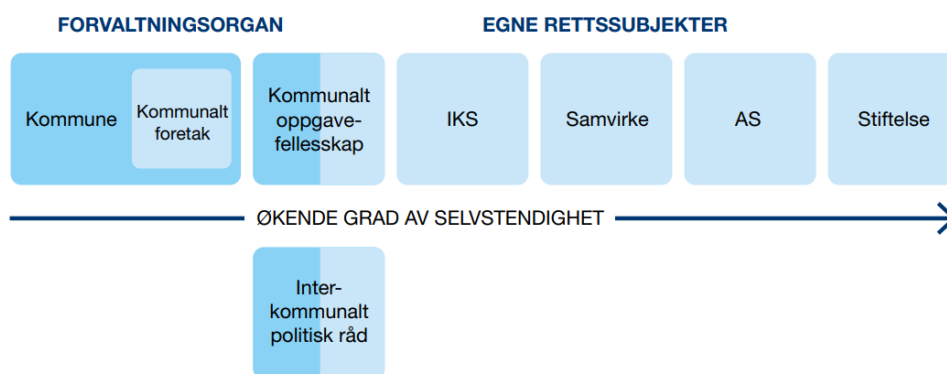 FORVALTNINGSORGAN
EGNE RETTSSUBJEKTER
Kommune
Kommunalt
foretak
Kommunalt
oppgave-
fellesskap
IKS
Samvirke
AS
Stiftelse
ØKENDE GRAD AV SELVSTENDIGHET
Inter-
kommunalt
politisk råd